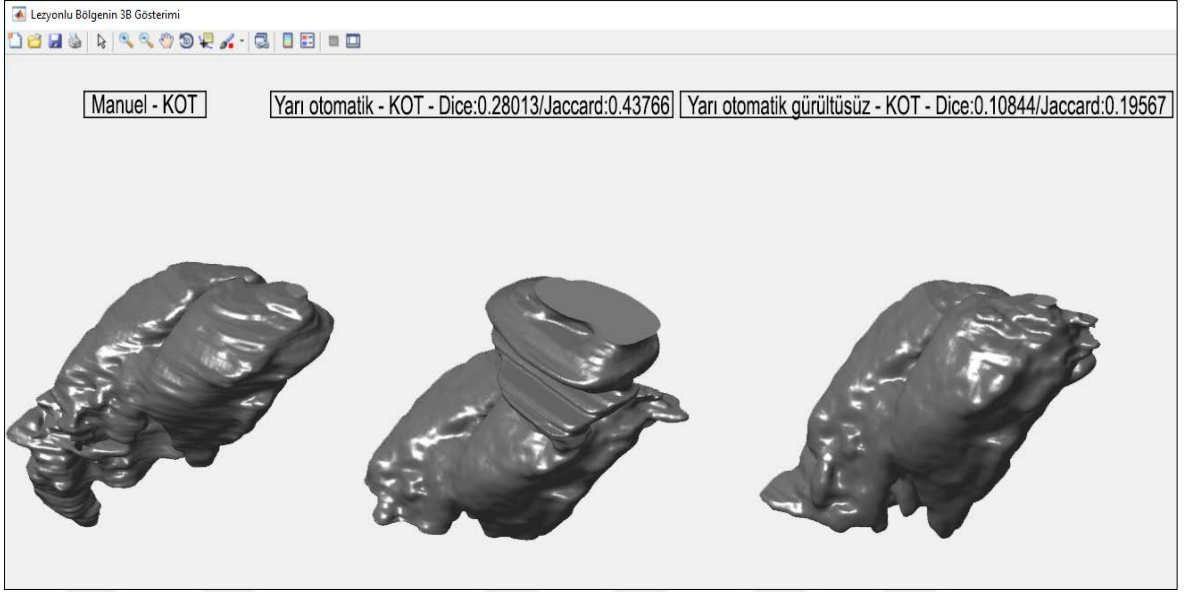 Lezyonlu Bölgenin 3B Gösterimi
Manuel - KOT
Yarı otomatik - KOT - Dice:0.28013/Jaccard:0.43766
Yarı otomatik gürültüsüz - KOT - Dice:0.10844/Jaccard:0.19567